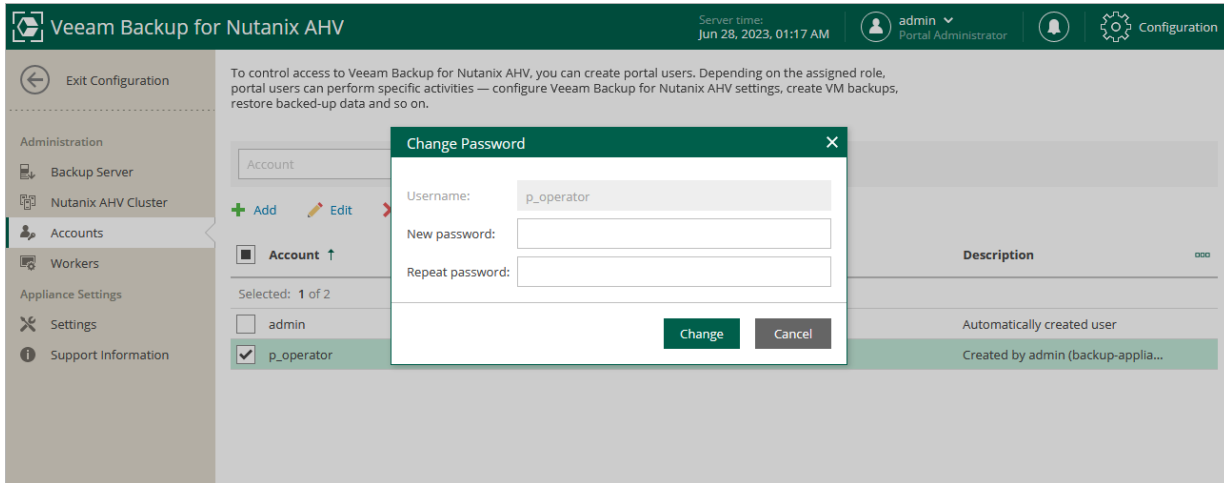 Veeam Backup for Nutanix AHV
Server time:
Jun 28, 2023, 01:17 AM
admin
Portal Administrator
Configuration
Exit Configuration
Administration
Backup Server
Nutanix AHV Cluster
Accounts
Workers
Appliance Settings
Settings
Support Information
To control access to Veeam Backup for Nutanix AHV, you can create portal users. Depending on the assigned role,
portal users can perform specific activities — configure Veeam Backup for Nutanix AHV settings, create VM backups,
restore backed-up data and so on.
Account
Add Edit
Account ↑ Description
Selected: 1 of 2
admin Automatically created user
p_operator Created by admin (backup-applia...
Change Password
Username: p_operator
New password:
Repeat password:
Change Cancel